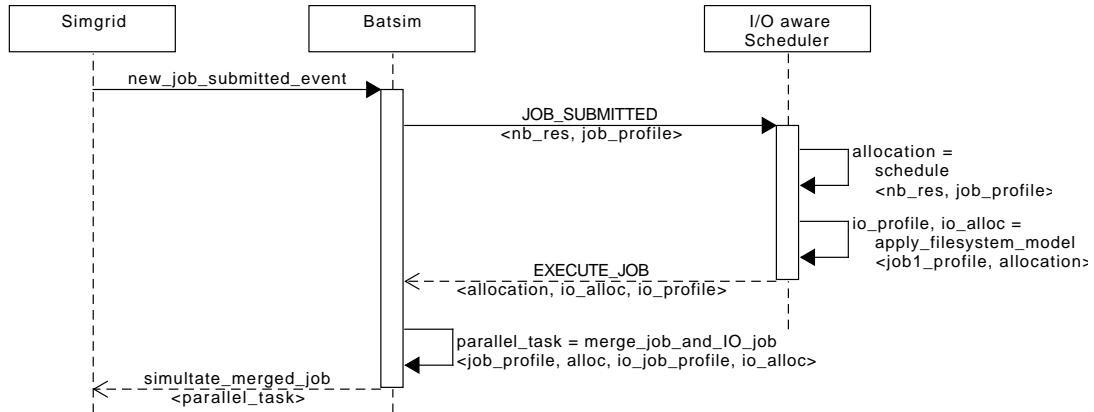 Simgrid
Batsim
I/O aware
Scheduler
new_job_submitted_event
JOB_SUBMITTED
<nb_res, job_profile>
allocation =
schedule
<nb_res, job_profile>
io_profile, io_alloc =
apply_filesystem_model
<job1_profile, allocation>
EXECUTE_JOB
<allocation, io_alloc, io_profile>
parallel_task = merge_job_and_IO_job
<job_profile, alloc, io_job_profile, io_alloc>
simultate_merged_job
<parallel_task>